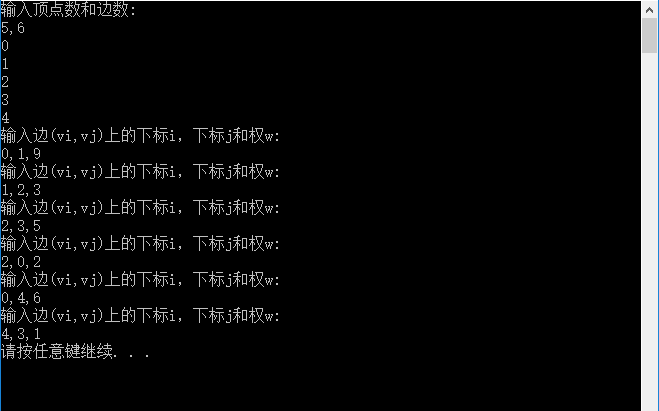 输入顶点数和边数:
5,6
0
1
2
3
4
输入边(vi,vj)上的下标i，下标j和权w:
0,1,9
输入边(vi,vj)上的下标i，下标j和权w:
1,2,3
输入边(vi,vj)上的下标i，下标j和权w:
2,3,5
输入边(vi,vj)上的下标i，下标j和权w:
2,0,2
输入边(vi,vj)上的下标i，下标j和权w:
0,4,6
输入边(vi,vj)上的下标i，下标j和权w:
4,3,1
请按任意键继续. . .